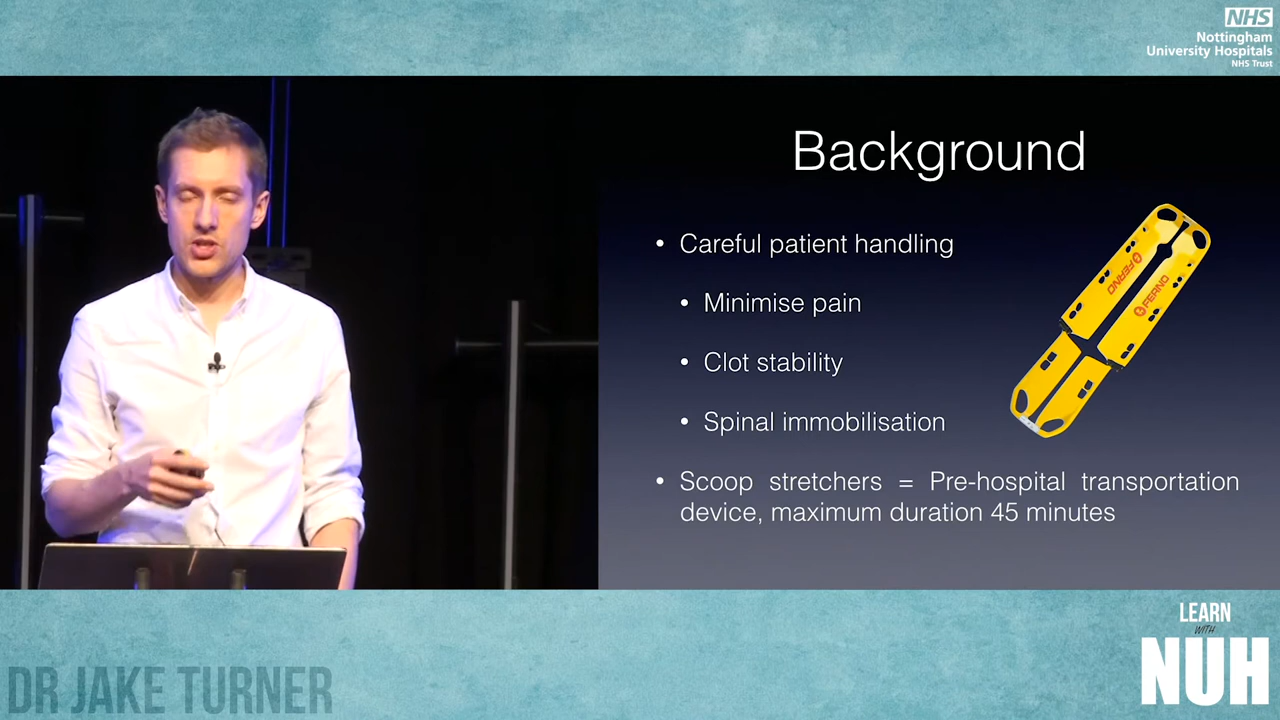 NHS
Nottingham
University Hospitals
NHS Trust
Background
• Careful patient handling
• Minimise pain
• Clot stability
• Spinal immobilisation
• Scoop stretchers = Pre-hospital transportation
device, maximum duration 45 minutes
FERNO
FERNO
DR JAKE TURNER
LEARN
WITH
NUH